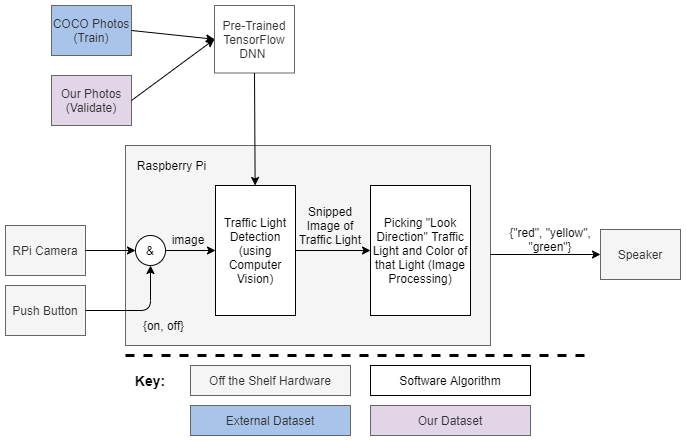 COCO Photos
(Train)
Pre-Trained
TensorFlow
DNN
Our Photos
(Validate)
Raspberry Pi
RPi Camera
Push Button
&
{on, off}
image
Traffic Light
Detection
(using
Computer
Vision)
Snipped
Image of
Traffic Light
Picking "Look
Direction" Traffic
Light and Color of
that Light (Image
Processing)
{"red", "yellow",
"green"}
Speaker
Key:
Off the Shelf Hardware
Software Algorithm
External Dataset
Our Dataset